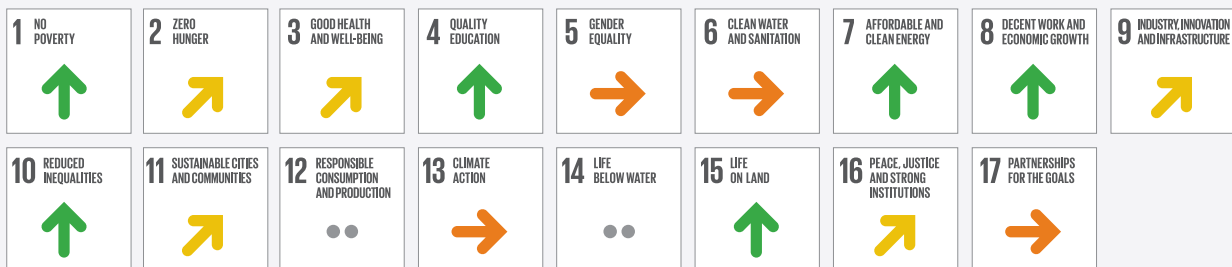 1 NO
POVERTY
2 ZERO
HUNGER
3 GOOD HEALTH
AND WELL-BEING
4 QUALITY
EDUCATION
5 GENDER
EQUALITY
6 CLEAN WATER
AND SANITATION
7 AFFORDABLE AND
CLEAN ENERGY
8 DECENT WORK AND
ECONOMIC GROWTH
9 INDUSTRY, INNOVATION
AND INFRASTRUCTURE
10 REDUCED
INEQUALITIES
11 SUSTAINABLE CITIES
AND COMMUNITIES
12 RESPONSIBLE
CONSUMPTION
AND PRODUCTION
13 CLIMATE
ACTION
14 LIFE
BELOW WATER
15 LIFE
ON LAND
16 PEACE, JUSTICE
AND STRONG
INSTITUTIONS
17 PARTNERSHIPS
FOR THE GOALS